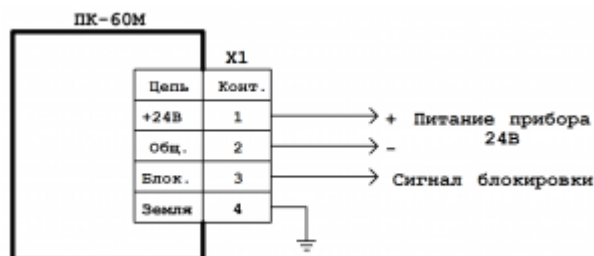 ПК-60М
X1
Цепь Конт.
+24В 1 + Питание прибора
24В
Общ. 2 -
Блок. 3 Сигнал блокировки
Земля 4